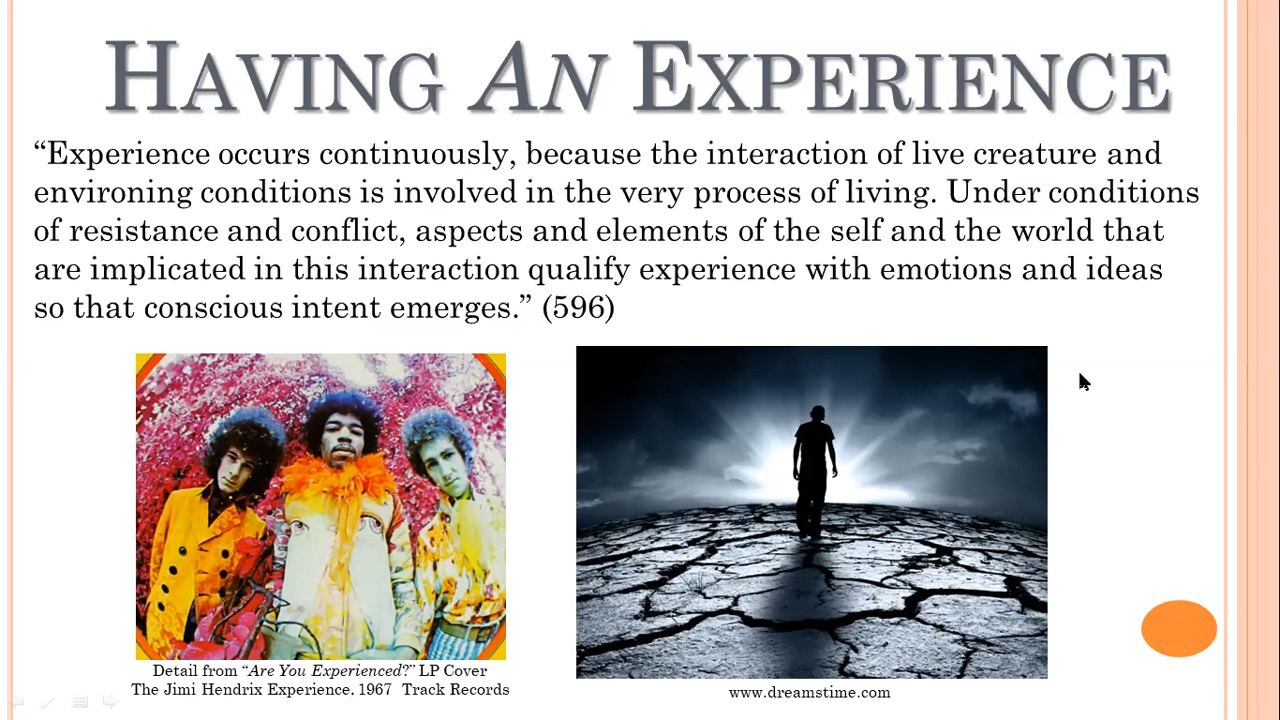 HAVING AN EXPERIENCE
“Experience occurs continuously, because the interaction of live creature and
environing conditions is involved in the very process of living. Under conditions
of resistance and conflict, aspects and elements of the self and the world that
are implicated in this interaction qualify experience with emotions and ideas
so that conscious intent emerges.” (596)
Detail from “Are You Experienced?” LP Cover
The Jimi Hendrix Experience. 1967 Track Records
www.dreamstime.com